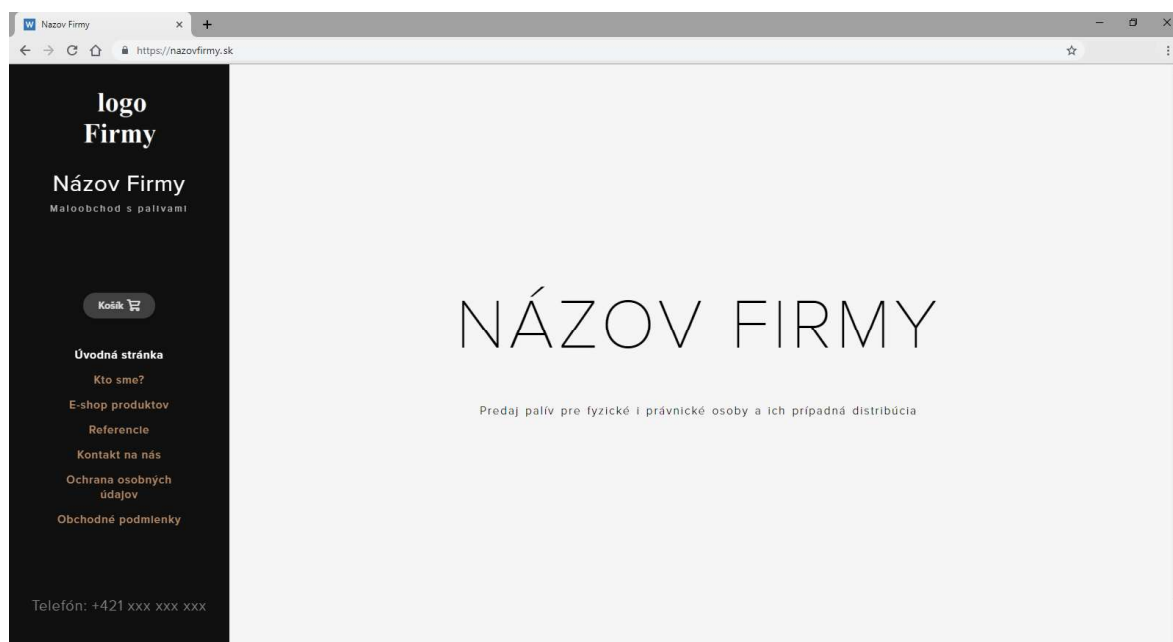 Nazov Firmy
https://nazovfirmy.sk
logo
Firmy
Názov Firmy
Maloobchod s palivami
Košík
Úvodná stránka
Kto sme?
E-shop produktov
Referencie
Kontakt na nás
Ochrana osobných
údajov
Obchodné podmienky
Telefón: +421 xxx xxx xxx
NÁZOV FIRMY
Predaj palív pre fyzické i právnické osoby a ich prípadná distribúcia